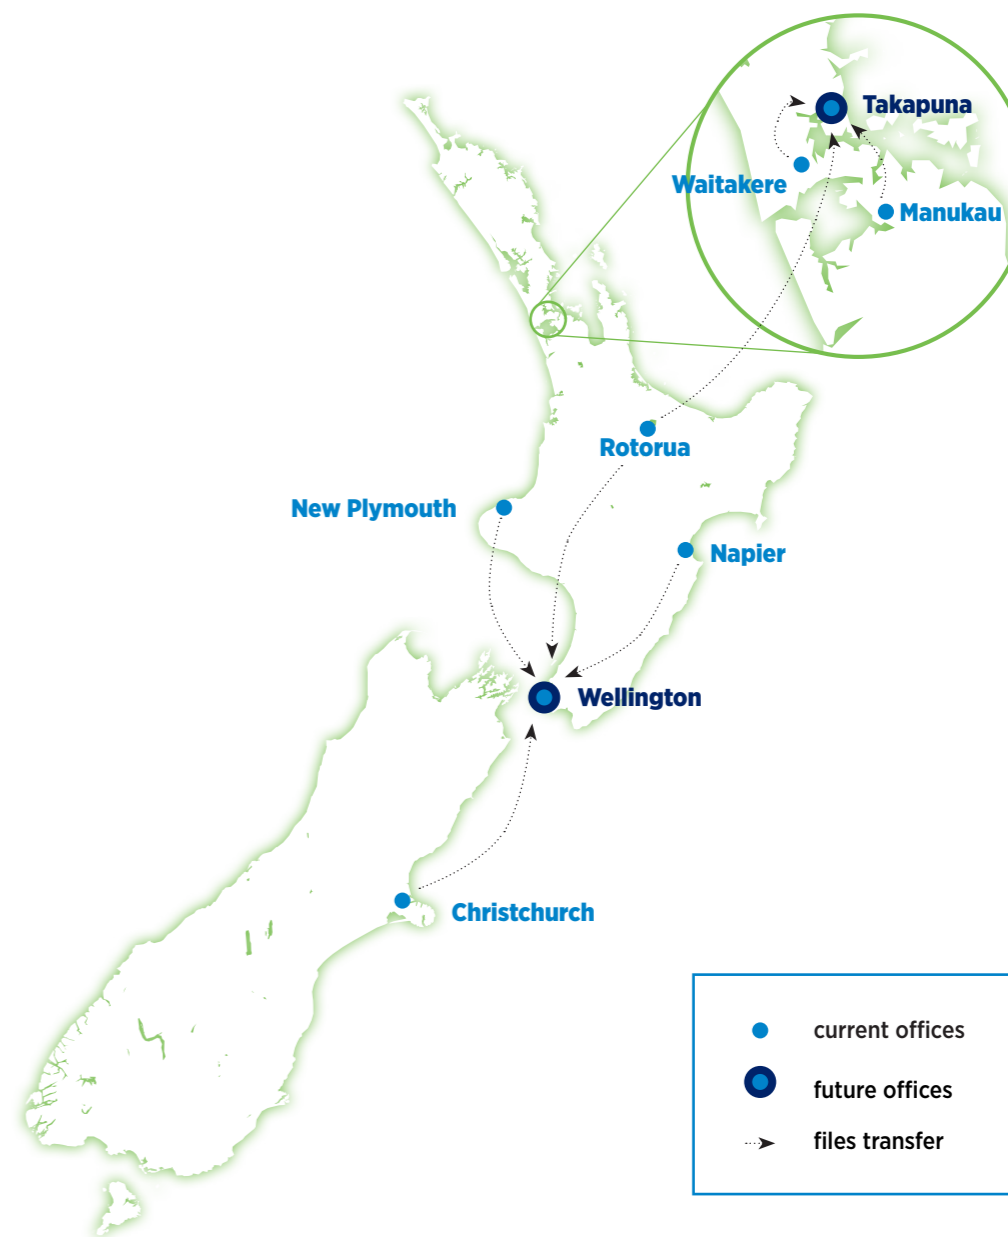 Takapuna
Waitakere
Manukau
Rotorua
New Plymouth
Napier
Wellington
Christchurch
current offices
future offices
files transfer